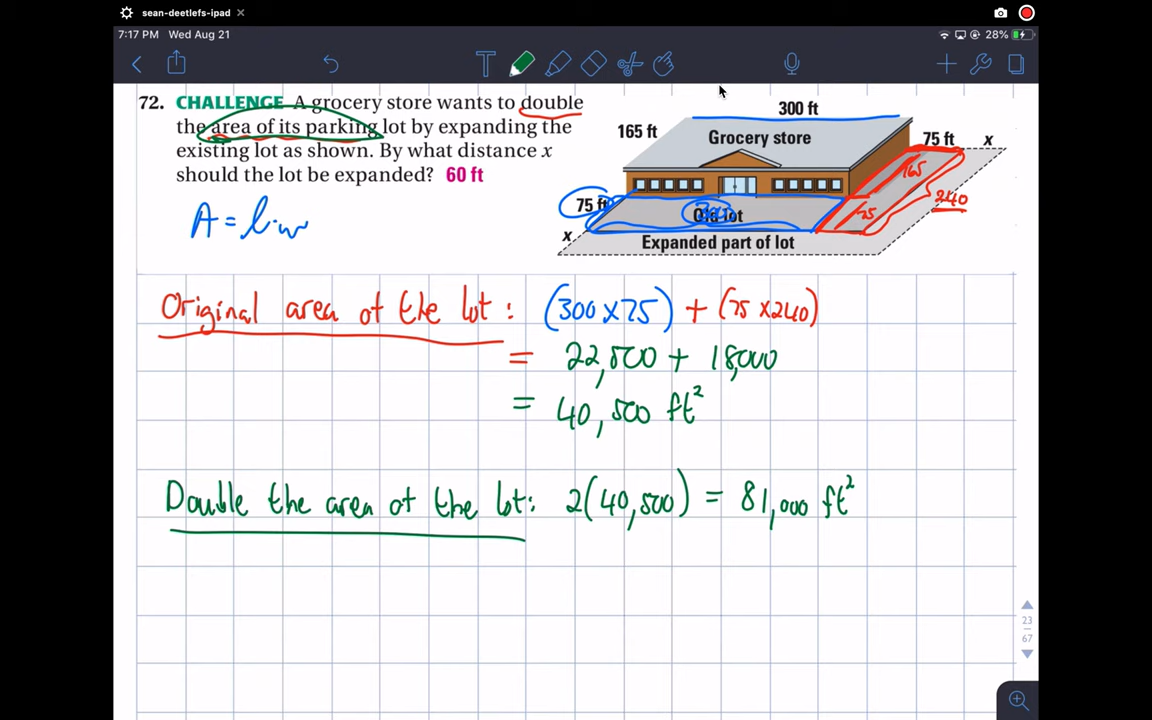 sean-deetlefs-ipad
7:17 PM Wed Aug 21
28%
72. CHALLENGE A grocery store wants to double
the area of its parking lot by expanding the
existing lot as shown. By what distance x
should the lot be expanded? 60 ft
A = l·w
300 ft
165 ft
Grocery store
75 ft
x
165
240
75 ft
300
Old lot
75
x
Expanded part of lot
Original area of the lot: (300x75) + (75x240)
= 22,500 + 18,000
= 40,500 ft²
Double the area of the lot: 2(40,500) = 81,000 ft²
23
67